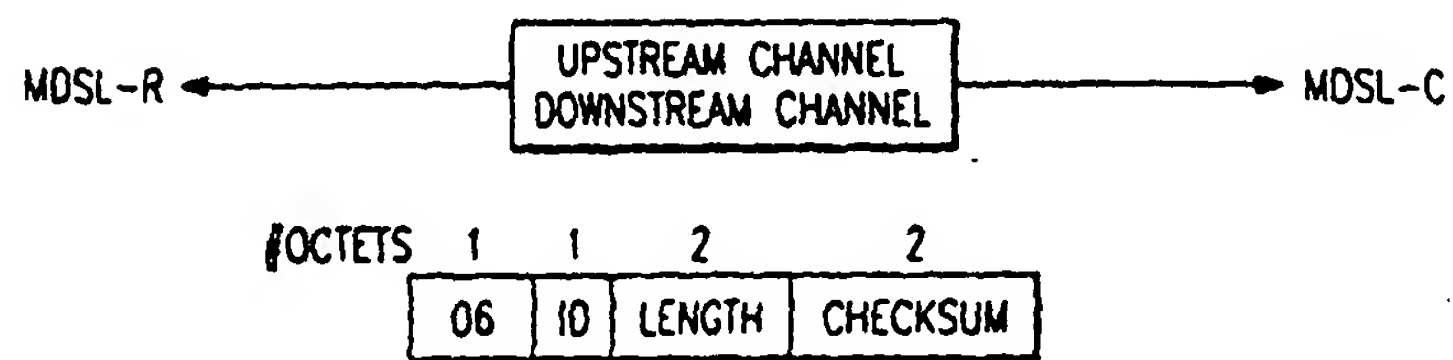 MDSL-R UPSTREAM CHANNEL DOWNSTREAM CHANNEL MDSL-C
#OCTETS 1 1 2 2
06 ID LENGTH CHECKSUM